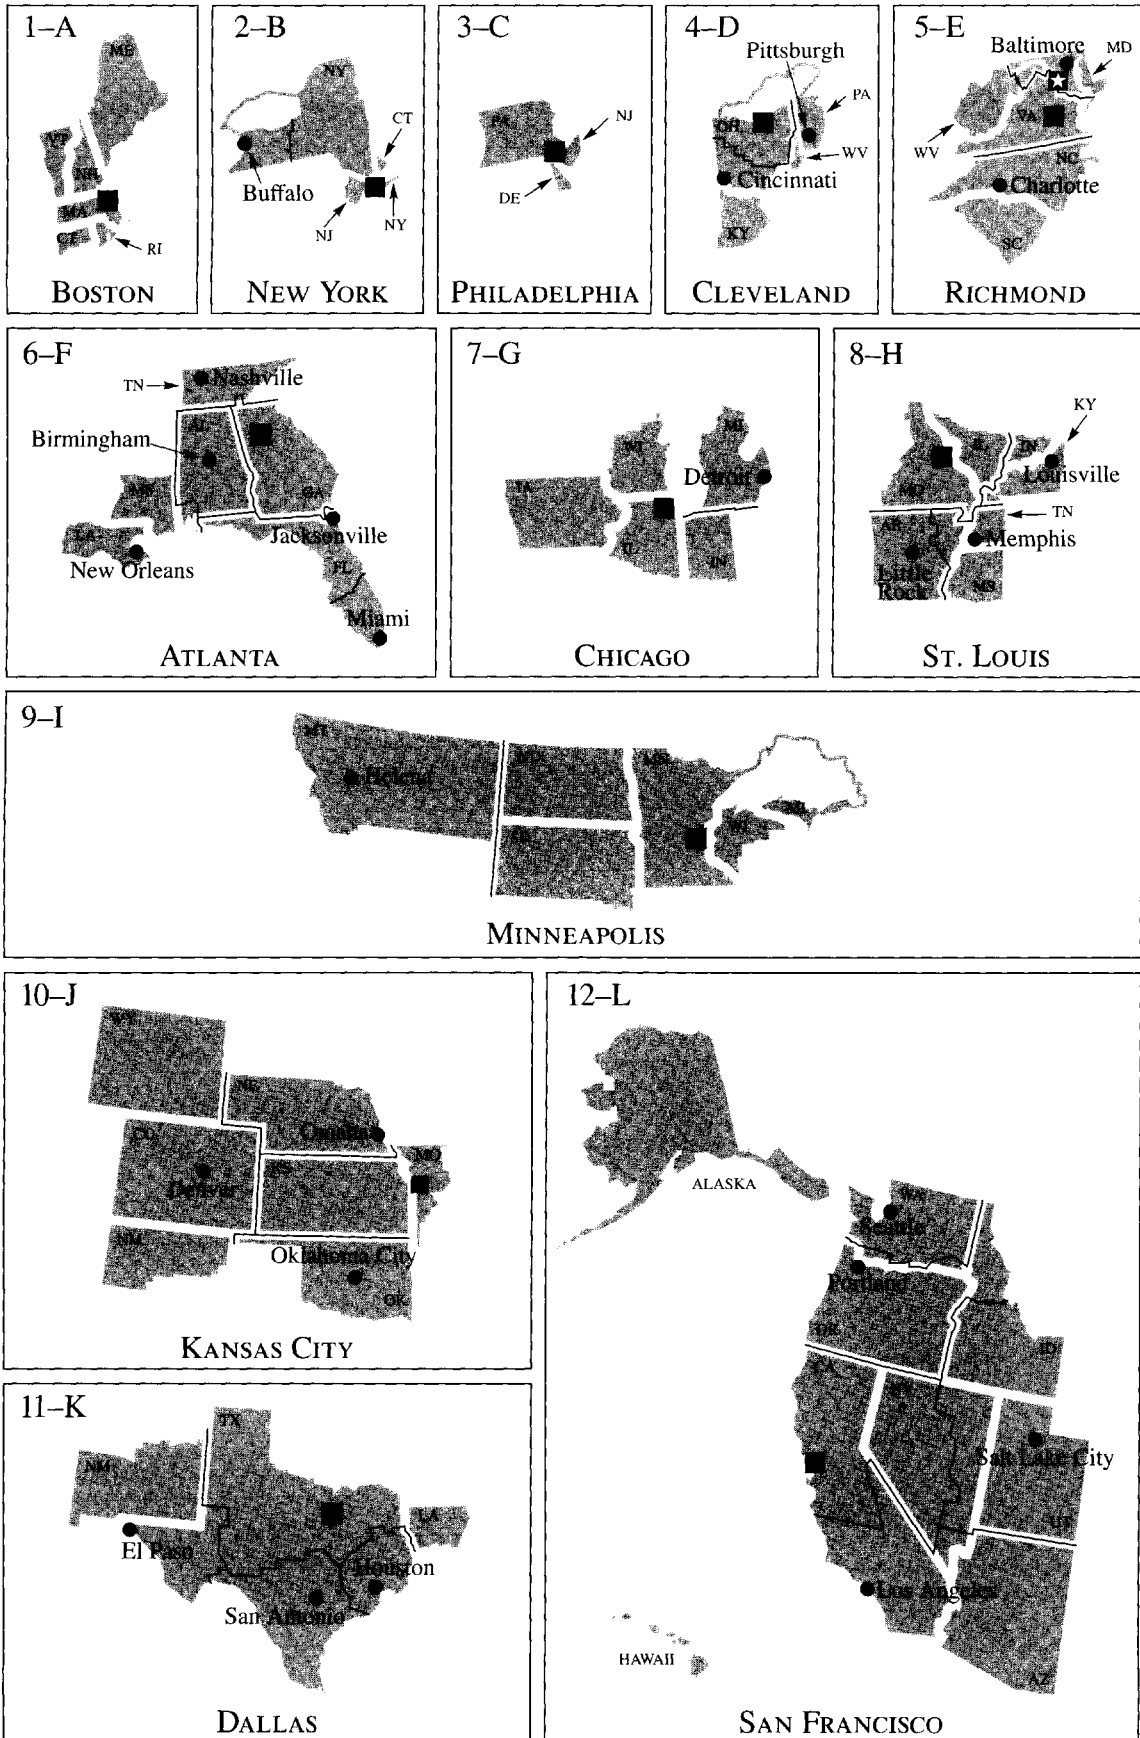 1–A
ME
VT
NH
MA
CT
RI
BOSTON
2–B
NY
CT
Buffalo
NJ
NY
NEW YORK
3–C
PA
NJ
DE
PHILADELPHIA
4–D
Pittsburgh
PA
OH
WV
Cincinnati
KY
CLEVELAND
5–E
Baltimore
MD
VA
WV
NC
Charlotte
SC
RICHMOND
6–F
TN
Nashville
AL
Birmingham
MS
GA
LA
Jacksonville
New Orleans
FL
Miami
ATLANTA
7–G
MI
WI
Detroit
IA
IL
IN
CHICAGO
8–H
KY
IL
IN
Louisville
MO
TN
AR
Memphis
Little
Rock
MS
ST. LOUIS
9–I
MT
MN
Helena
MI
WI
MINNEAPOLIS
10–J
WY
NE
Omaha
CO
MO
KS
Denver
NM
Oklahoma City
OK
KANSAS CITY
11–K
TX
NM
LA
El Paso
Houston
San Antonio
DALLAS
12–L
ALASKA
WA
Seattle
Portland
OR
ID
CA
Salt Lake City
UT
Los Angeles
HAWAII
AZ
SAN FRANCISCO